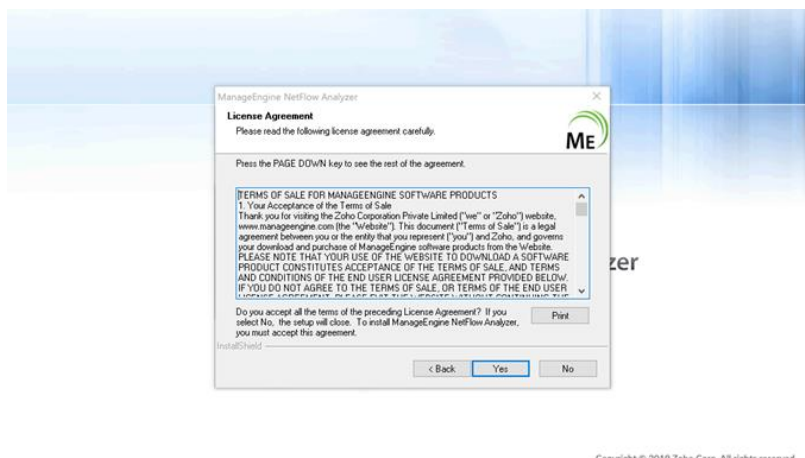 ManageEngine NetFlow Analyzer
License Agreement
Please read the following license agreement carefully.
ME
Press the PAGE DOWN key to see the rest of the agreement.
TERMS OF SALE FOR MANAGEENGINE SOFTWARE PRODUCTS
1. Your Acceptance of the Terms of Sale
Thank you for visiting the Zoho Corporation Private Limited ("we" or "Zoho") website,
www.manageengine.com (the "Website"). This document ("Terms of Sale") is a legal
agreement between you or the entity that you represent ("you") and Zoho, and governs
your download and purchase of ManageEngine software products from the Website.
PLEASE NOTE THAT YOUR USE OF THE WEBSITE TO DOWNLOAD A SOFTWARE
PRODUCT CONSTITUTES ACCEPTANCE OF THE TERMS OF SALE, AND TERMS
AND CONDITIONS OF THE END USER LICENSE AGREEMENT PROVIDED BELOW.
IF YOU DO NOT AGREE TO THE TERMS OF SALE, OR TERMS OF THE END USER
LICENSE AGREEMENT, PLEASE EXIT THE WEBSITE WITHOUT CONTINUING THE
zer
Do you accept all the terms of the preceding License Agreement? If you
select No, the setup will close. To install ManageEngine NetFlow Analyzer,
you must accept this agreement.
Print
InstallShield
< Back
Yes
No